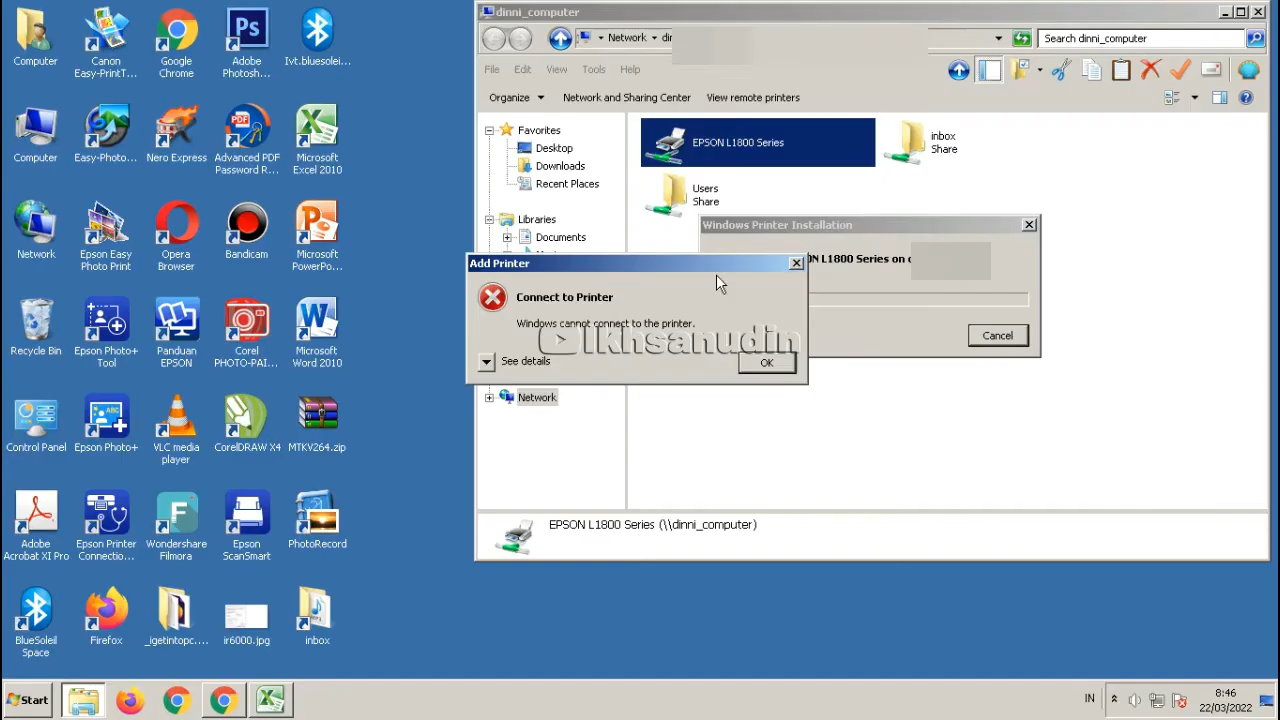 Computer
Canon
Easy-PrintT...
Google
Chrome
Adobe
Photosh...
Ivt.bluesolei...
Computer
Easy-Photo...
Nero Express
Advanced PDF
Password R...
Microsoft
Excel 2010
Network
Epson Easy
Photo Print
Opera
Browser
Bandicam
Microsoft
PowerPo...
Recycle Bin
Epson Photo+
Tool
Panduan
EPSON
Corel
PHOTO-PAI...
Microsoft
Word 2010
Control Panel
Epson Photo+
VLC media
player
CorelDRAW X4
MTKV264.zip
Adobe
Acrobat XI Pro
Epson Printer
Connectio...
Wondershare
Filmora
Epson
ScanSmart
PhotoRecord
BlueSoleil
Space
Firefox
_igetintopc....
ir6000.jpg
inbox
dinni_computer
Network
Search dinni_computer
File Edit View Tools Help
Organize
Network and Sharing Center
View remote printers
Favorites
Desktop
Downloads
Recent Places
Libraries
Documents
Network
EPSON L1800 Series
inbox
Share
Users
Share
Windows Printer Installation
L1800 Series on
Cancel
Add Printer
Connect to Printer
Windows cannot connect to the printer.
See details
OK
Ikhsanudin
EPSON L1800 Series (\\dinni_computer)
Start
IN
8:46
22/03/2022